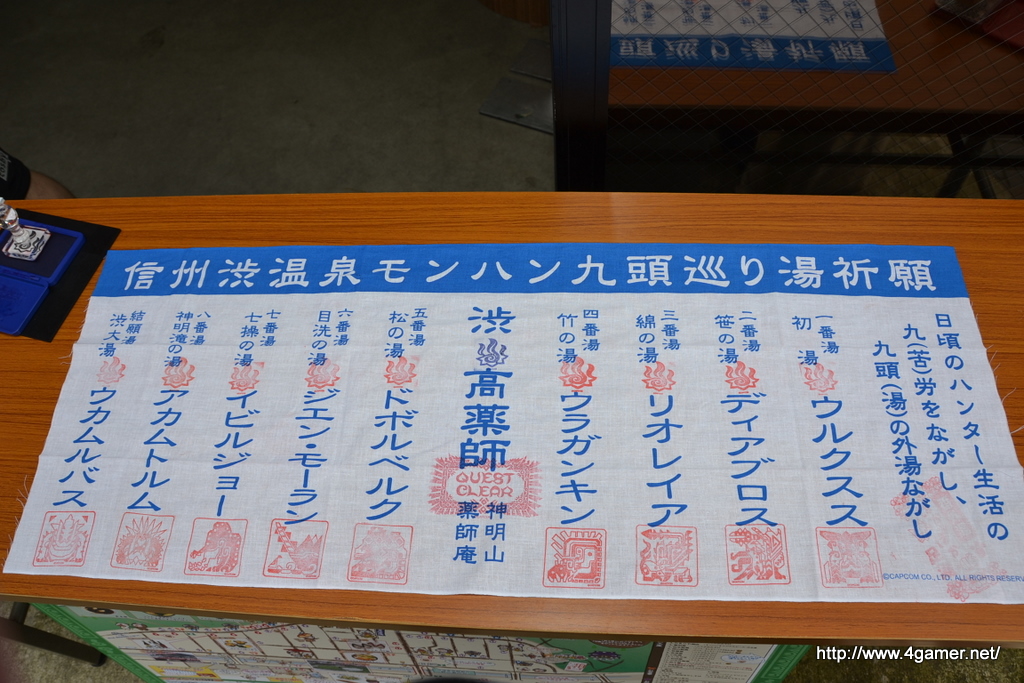 信州渋温泉モンハン九頭巡り湯祈願
日頃のハンター生活の
九(苦)労をながし、
九頭(湯)の外湯ながし
一番湯
初湯
ウルクスス
二番湯
笹の湯
ディアブロス
三番湯
綿の湯
リオレイア
四番湯
竹の湯
ウラガンキン
渋高薬師
神明山
薬師庵
QUEST
CLEAR
五番湯
松の湯
ドボルベルク
六番湯
目洗の湯
ジエン・モーラン
七番湯
七操の湯
イビルジョー
八番湯
神明滝の湯
アカムトルム
結願湯
渋大湯
ウカムルバス
©CAPCOM CO., LTD. ALL RIGHTS RESERV
頭巡り湯祈願
http://www.4gamer.net/